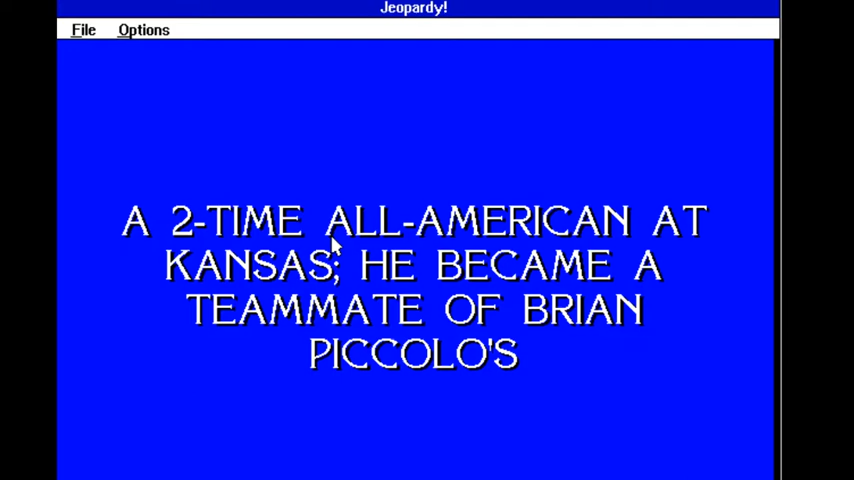 Jeopardy!
File Options
A 2-TIME ALL-AMERICAN AT
KANSAS; HE BECAME A
TEAMMATE OF BRIAN
PICCOLO'S